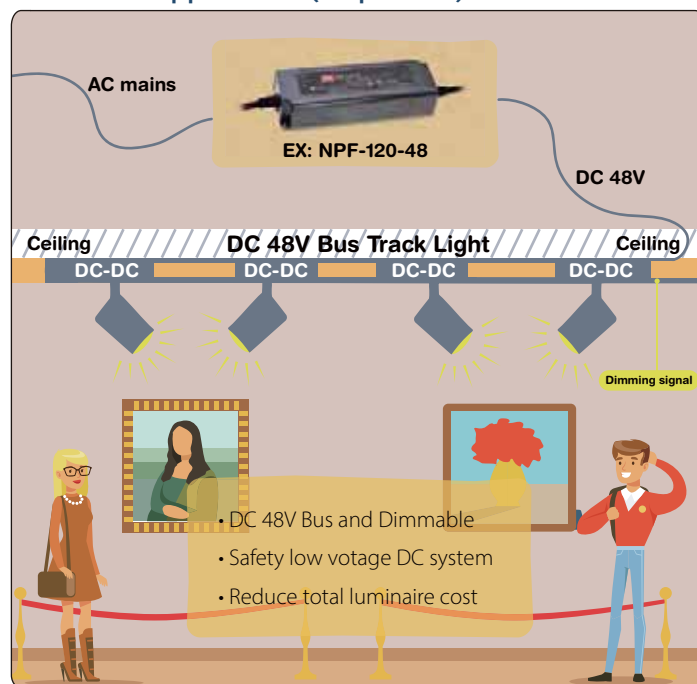 AC mains
EX: NPF-120-48
DC 48V
Ceiling
DC 48V Bus Track Light
Ceiling
DC-DC
DC-DC
DC-DC
DC-DC
Dimming signal
• DC 48V Bus and Dimmable
• Safety low votage DC system
• Reduce total luminaire cost